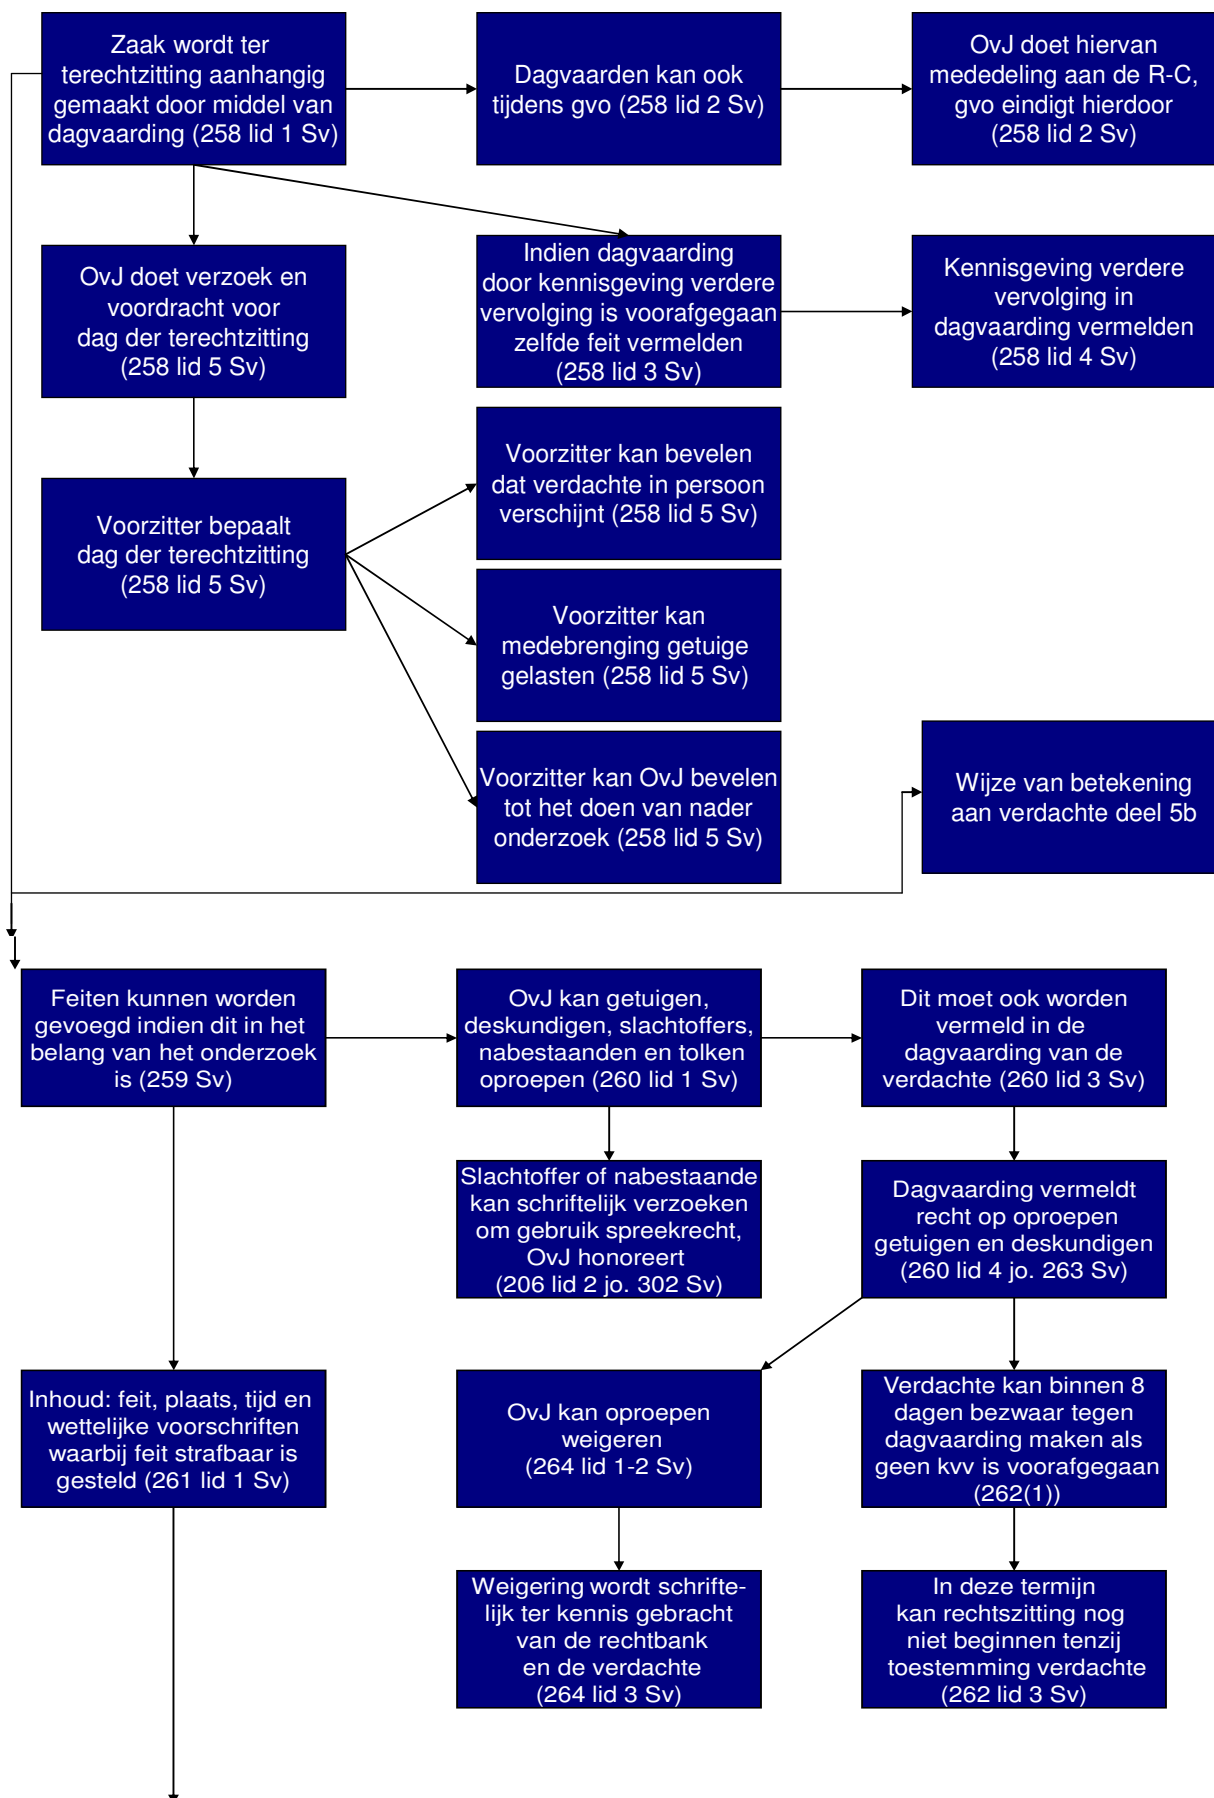 Zaak wordt ter
terechtzitting aanhangig
gemaakt door middel van
dagvaarding (258 lid 1 Sv)
Dagvaarden kan ook
tijdens gvo (258 lid 2 Sv)
OvJ doet hiervan
mededeling aan de R-C,
gvo eindigt hierdoor
(258 lid 2 Sv)
OvJ doet verzoek en
voordracht voor
dag der terechtzitting
(258 lid 5 Sv)
Indien dagvaarding
door kennisgeving verdere
vervolging is voorafgegaan
zelfde feit vermelden
(258 lid 3 Sv)
Kennisgeving verdere
vervolging in
dagvaarding vermelden
(258 lid 4 Sv)
Voorzitter bepaalt
dag der terechtzitting
(258 lid 5 Sv)
Voorzitter kan bevelen
dat verdachte in persoon
verschijnt (258 lid 5 Sv)
Voorzitter kan
medebrenging getuige
gelasten (258 lid 5 Sv)
Voorzitter kan OvJ bevelen
tot het doen van nader
onderzoek (258 lid 5 Sv)
Wijze van betekening
aan verdachte deel 5b
Feiten kunnen worden
gevoegd indien dit in het
belang van het onderzoek
is (259 Sv)
OvJ kan getuigen,
deskundigen, slachtoffers,
nabestaanden en tolken
oproepen (260 lid 1 Sv)
Dit moet ook worden
vermeld in de
dagvaarding van de
verdachte (260 lid 3 Sv)
Slachtoffer of nabestaande
kan schriftelijk verzoeken
om gebruik spreekrecht,
OvJ honoreert
(206 lid 2 jo. 302 Sv)
Dagvaarding vermeldt
recht op oproepen
getuigen en deskundigen
(260 lid 4 jo. 263 Sv)
Inhoud: feit, plaats, tijd en
wettelijke voorschriften
waarbij feit strafbaar is
gesteld (261 lid 1 Sv)
OvJ kan oproepen
weigeren
(264 lid 1-2 Sv)
Verdachte kan binnen 8
dagen bezwaar tegen
dagvaarding maken als
geen kvv is voorafgegaan
(262(1))
Weigering wordt schrifte-
lijk ter kennis gebracht
van de rechtbank
en de verdachte
(264 lid 3 Sv)
In deze termijn
kan rechtszitting nog
niet beginnen tenzij
toestemming verdachte
(262 lid 3 Sv)